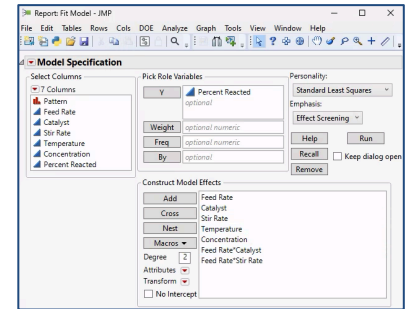 Report: Fit Model - JMP
File Edit Tables Rows Cols DOE Analyze Graph Tools View Window Help
Model Specification
Select Columns
7 Columns
Pattern
Feed Rate
Catalyst
Stir Rate
Temperature
Concentration
Percent Reacted
Pick Role Variables
Y Percent Reacted
optional
Weight optional numeric
Freq optional numeric
By optional
Personality:
Standard Least Squares
Emphasis:
Effect Screening
Help Run
Recall Keep dialog open
Remove
Construct Model Effects
Add
Cross
Nest
Macros
Degree 2
Attributes
Transform
No Intercept
Feed Rate
Catalyst
Stir Rate
Temperature
Concentration
Feed Rate*Catalyst
Feed Rate*Stir Rate